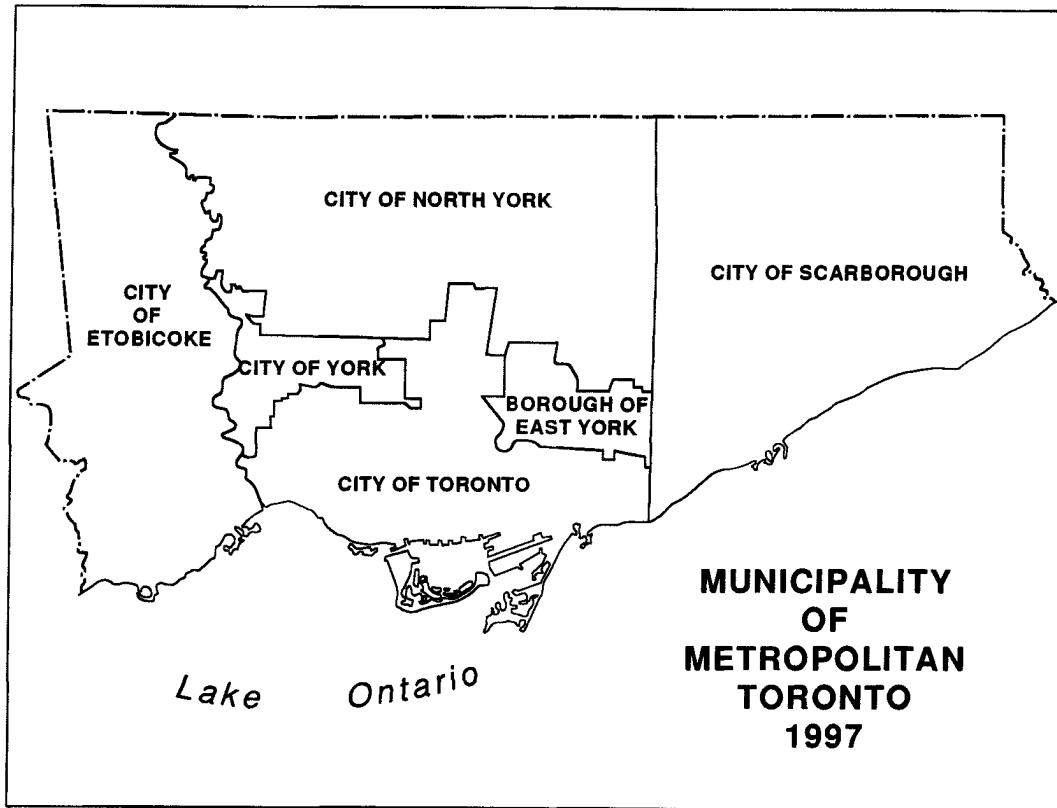 CITY OF NORTH YORK
CITY OF SCARBOROUGH
CITY
OF
ETOBICOKE
CITY OF YORK
BOROUGH OF
EAST YORK
CITY OF TORONTO
MUNICIPALITY
OF
METROPOLITAN
TORONTO
1997
Lake Ontario